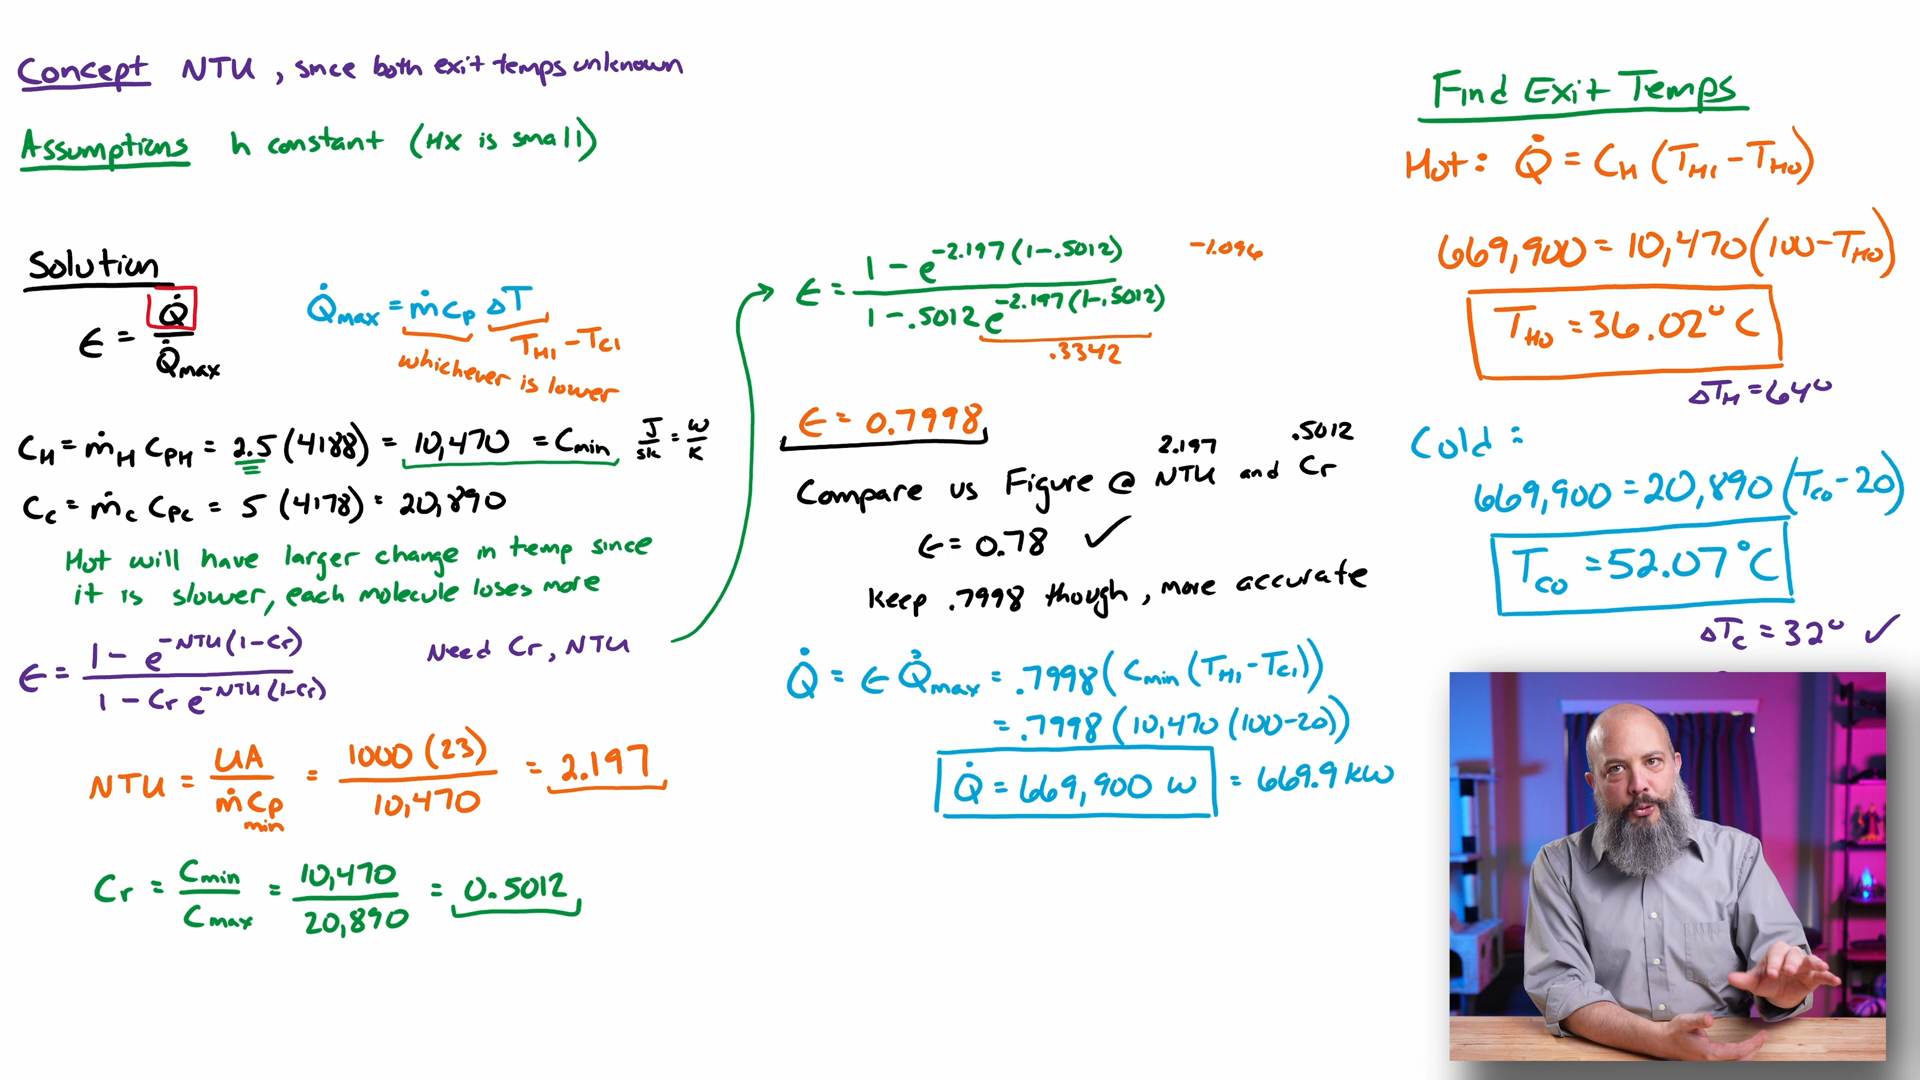 Concept NTU, since both exit temps unknown
Assumptions h constant (HX is small)
Solution
ϵ = Q̇ / Q̇max
Q̇max = ṁcp ΔT
whichever is lower
TH1 - TC1
CH = ṁH CPH = 2.5 (4188) = 10,470 = Cmin J/sK = W/K
Cc = ṁc CPc = 5 (4178) = 20,890
Hot will have larger change in temp since
it is slower, each molecule loses more
ϵ = (1 - e^-NTU(1-Cr)) / (1 - Cr e^-NTU(1-Cr))
Need Cr, NTU
NTU = UA / ṁCp min = 1000 (23) / 10,470 = 2.197
Cr = Cmin / Cmax = 10,470 / 20,890 = 0.5012
ϵ = (1 - e^-2.197(1-.5012)) / (1 - .5012 e^-2.197(1-.5012))
-1.096
.3342
ϵ = 0.7998
2.197 .5012
Compare vs Figure @ NTU and Cr
ϵ = 0.78 ✓
Keep .7998 though, more accurate
Q̇ = ϵ Q̇max = .7998 (Cmin (TH1 - TC1))
= .7998 (10,470 (100-20))
Q̇ = 669,900 W = 669.9 kW
Find Exit Temps
Hot: Q̇ = CH (TH1 - THO)
669,900 = 10,470 (100 - THO)
THO = 36.02° C
ΔTH = 64°
Cold:
669,900 = 20,890 (TCO - 20)
TCO = 52.07°C
ΔTC = 32° ✓